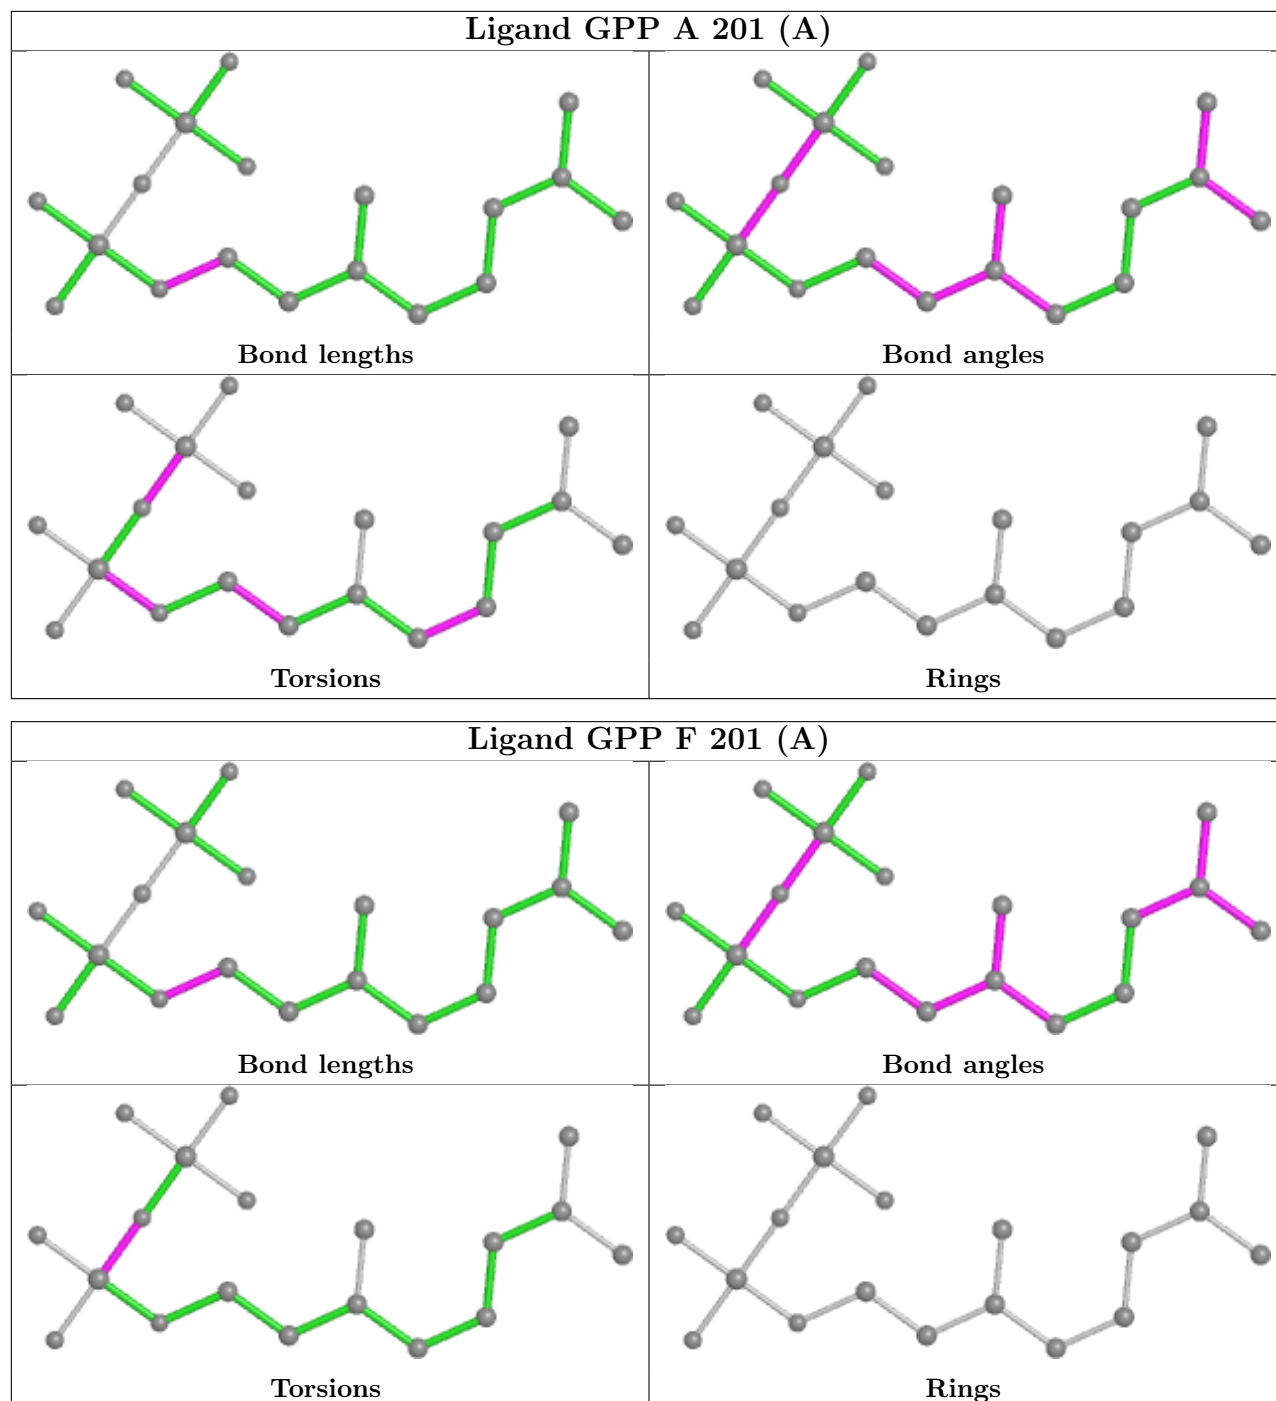 Ligand GPP A 201 (A)
Bond lengths
Bond angles
Torsions
Rings
Ligand GPP F 201 (A)
Bond lengths
Bond angles
Torsions
Rings